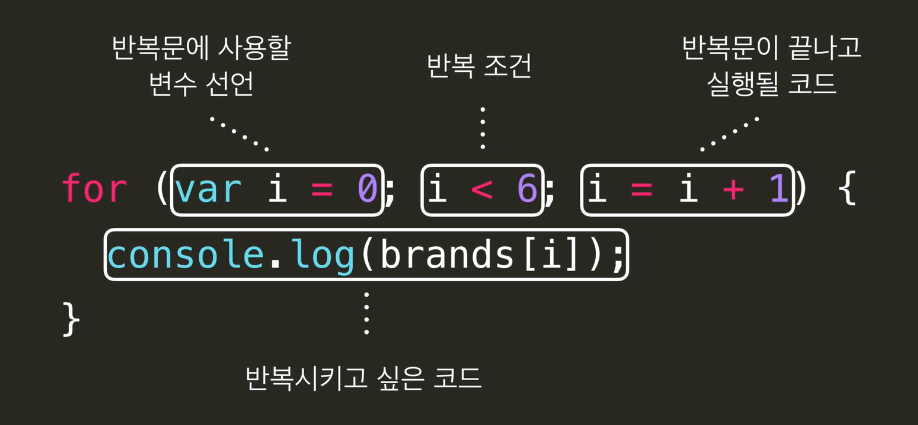 반복문에 사용할
변수 선언
반복 조건
반복문이 끝나고
실행될 코드
for (var i = 0; i < 6; i = i + 1) {
console.log(brands[i]);
}
반복시키고 싶은 코드